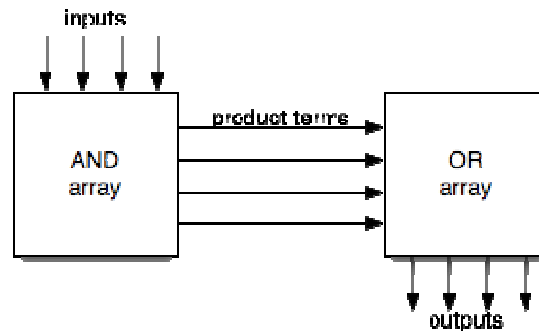 inputs
product terms
AND
array
OR
array
outputs